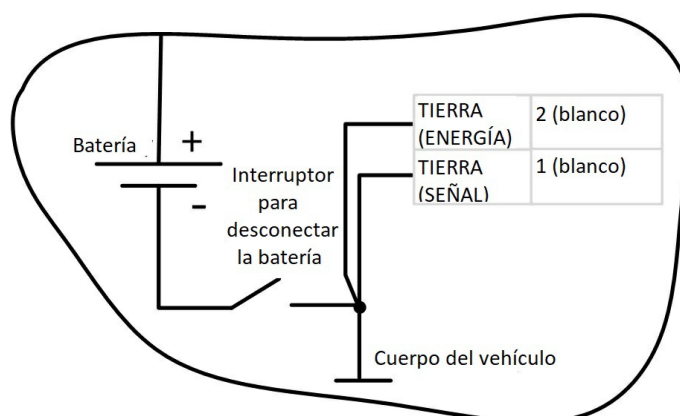 TIERRA
(ENERGÍA)
2 (blanco)
Batería
+
TIERRA
(SEÑAL)
1 (blanco)
-
Interruptor
para
desconectar
la batería
Cuerpo del vehículo